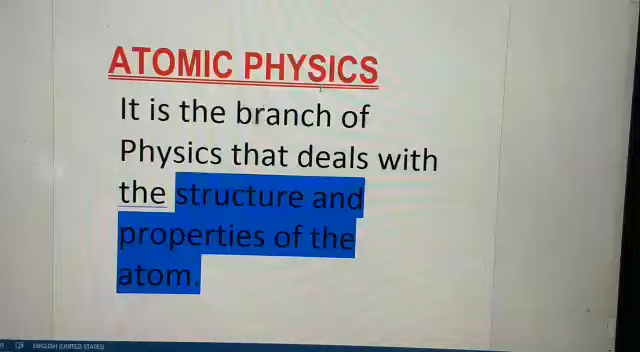 ATOMIC PHYSICS
It is the branch of
Physics that deals with
the structure and
properties of the
atom.
ENGLISH (UNITED STATES)